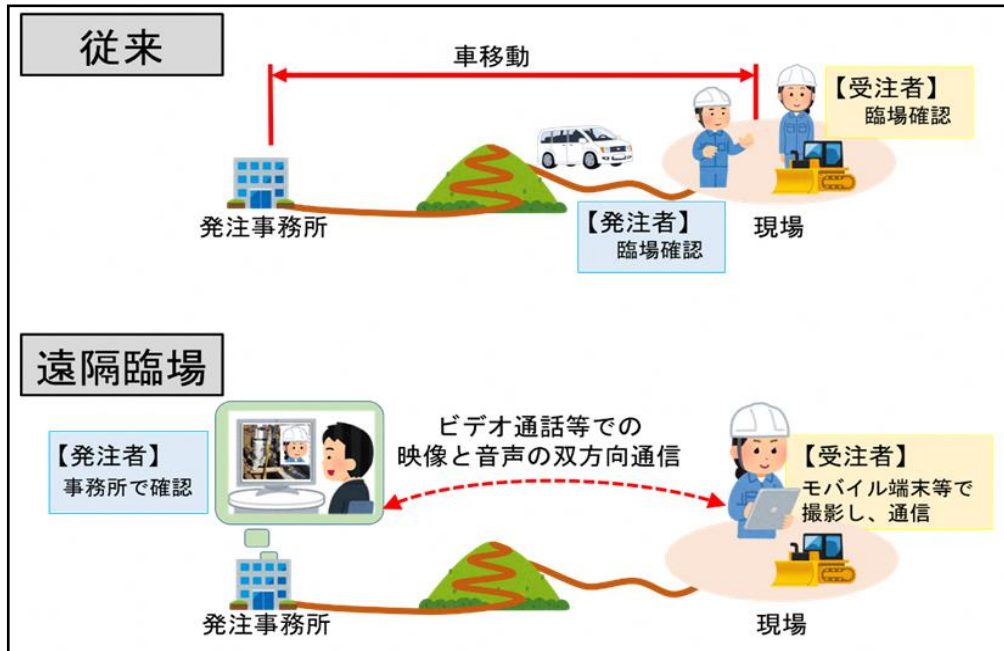 従来
車移動
【受注者】
臨場確認
発注事務所
【発注者】
臨場確認
現場
遠隔臨場
ビデオ通話等での
映像と音声の双方向通信
【発注者】
事務所で確認
【受注者】
モバイル端末等で
撮影し、通信
発注事務所
現場